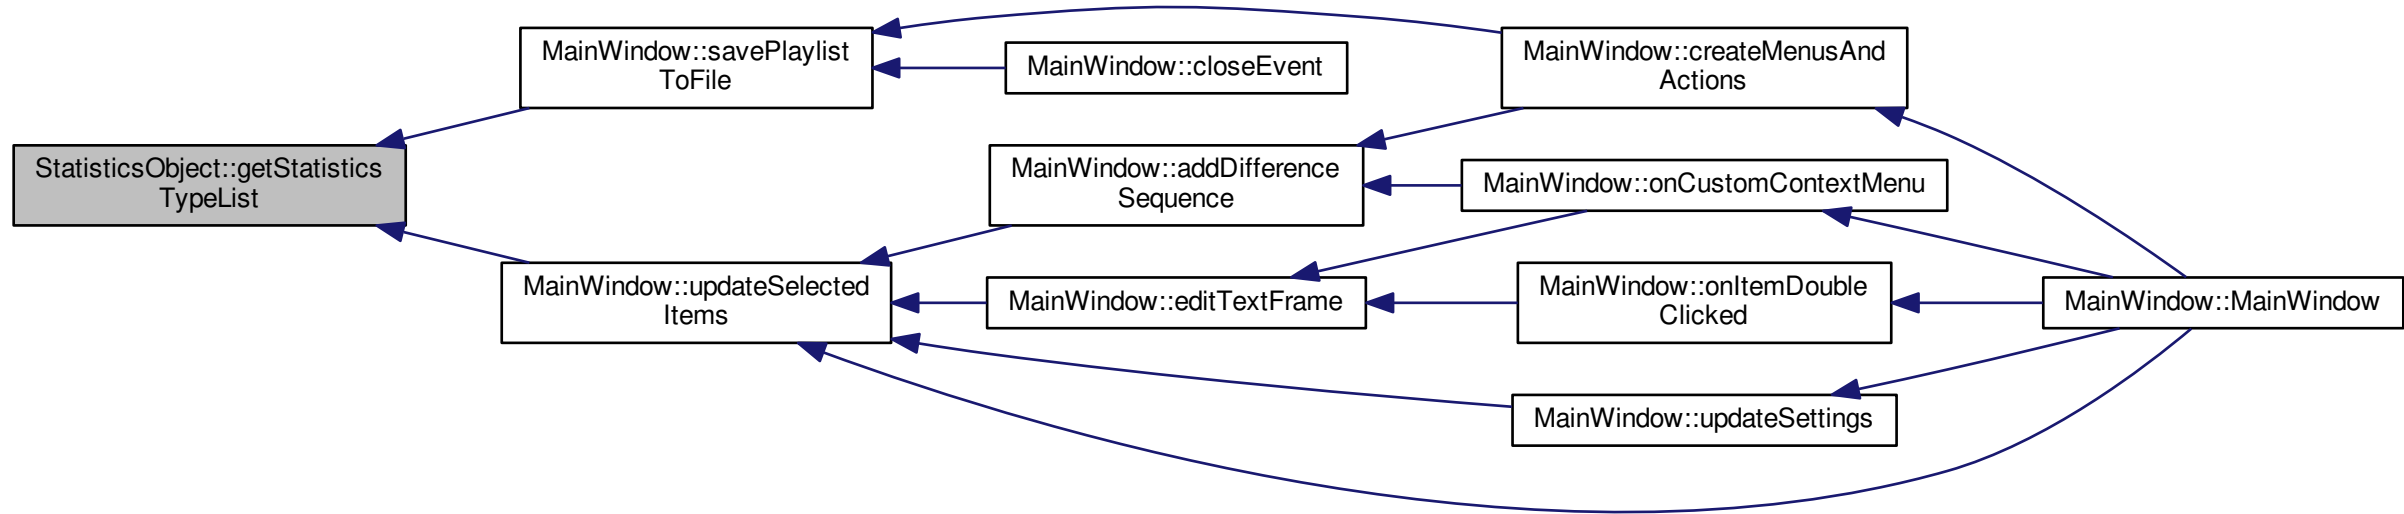 MainWindow::savePlaylist
ToFile
MainWindow::closeEvent
MainWindow::createMenusAnd
Actions
StatisticsObject::getStatistics
TypeList
MainWindow::addDifference
Sequence
MainWindow::onCustomContextMenu
MainWindow::updateSelected
Items
MainWindow::editTextFrame
MainWindow::onItemDouble
Clicked
MainWindow::MainWindow
MainWindow::updateSettings